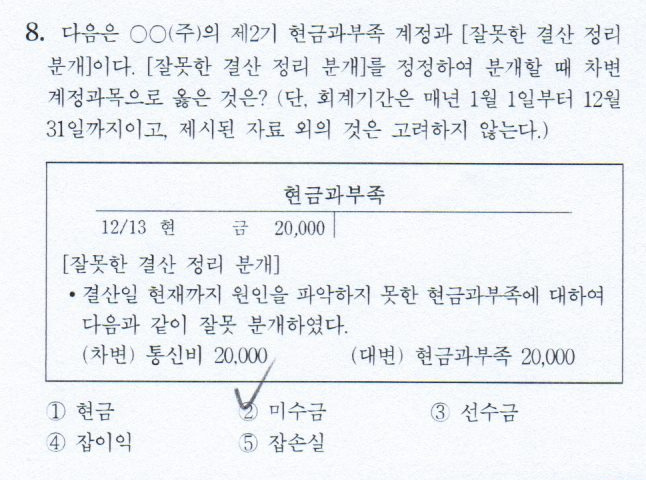 8. 다음은 ○○(주)의 제2기 현금과부족 계정과 [잘못한 결산 정리
분개]이다. [잘못한 결산 정리 분개]를 정정하여 분개할 때 차변
계정과목으로 옳은 것은? (단, 회계기간은 매년 1월 1일부터 12월
31일까지이고, 제시된 자료 외의 것은 고려하지 않는다.)
현금과부족
12/13 현 금 20,000
[잘못한 결산 정리 분개]
• 결산일 현재까지 원인을 파악하지 못한 현금과부족에 대하여
다음과 같이 잘못 분개하였다.
(차변) 통신비 20,000 (대변) 현금과부족 20,000
① 현금 ② 미수금 ③ 선수금
④ 잡이익 ⑤ 잡손실